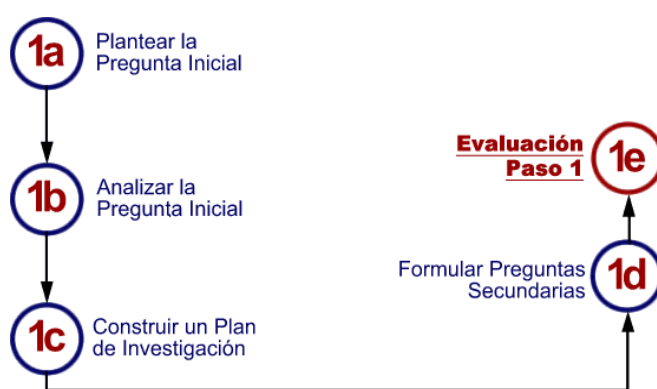 1a
Plantear la
Pregunta Inicial
1b
Analizar la
Pregunta Inicial
1c
Construir un Plan
de Investigación
1d
Formular Preguntas
Secundarias
1e
Evaluación
Paso 1